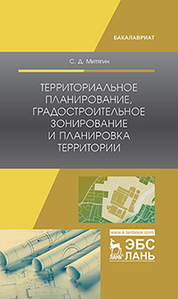 БАКАЛАВРИАТ
С. Д. Митягин
ТЕРРИТОРИАЛЬНОЕ
ПЛАНИРОВАНИЕ,
ГРАДОСТРОИТЕЛЬНОЕ
ЗОНИРОВАНИЕ
И ПЛАНИРОВКА
ТЕРРИТОРИИ
ЭБС
ЛАНЬ
www.e.lanbook.com